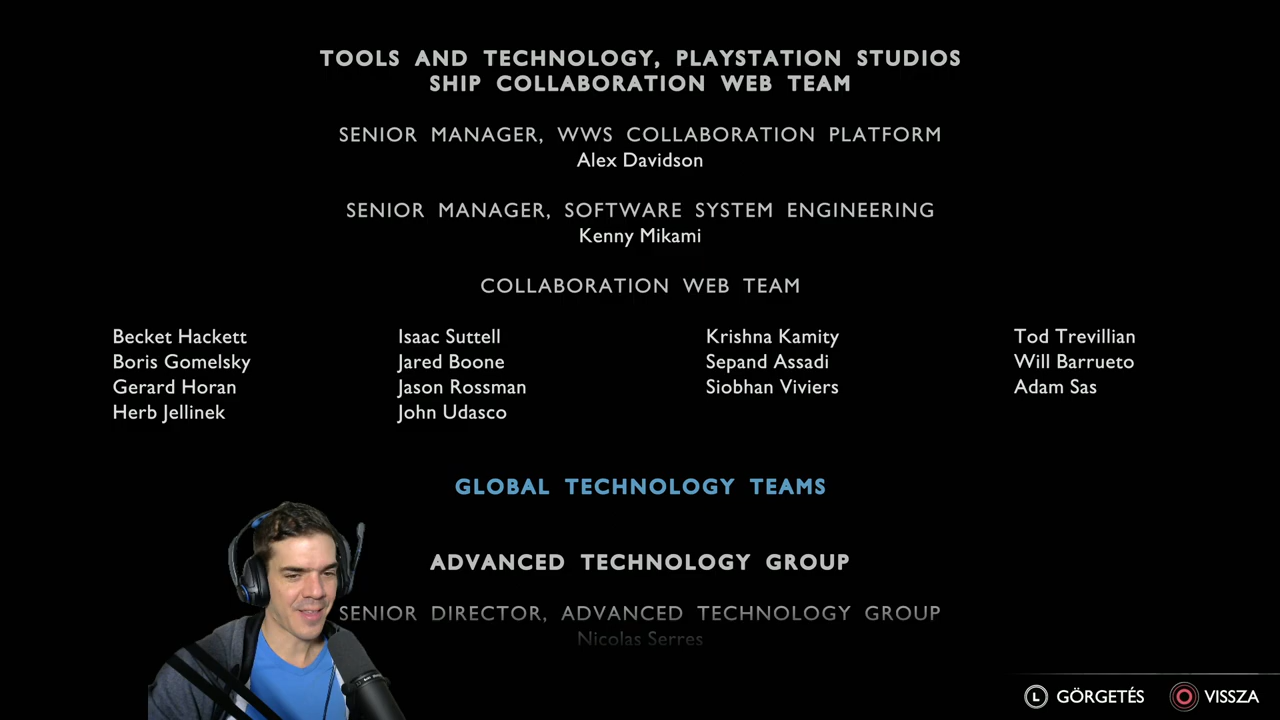 TOOLS AND TECHNOLOGY, PLAYSTATION STUDIOS
SHIP COLLABORATION WEB TEAM
SENIOR MANAGER, WWS COLLABORATION PLATFORM
Alex Davidson
SENIOR MANAGER, SOFTWARE SYSTEM ENGINEERING
Kenny Mikami
COLLABORATION WEB TEAM
Becket Hackett
Boris Gomelsky
Gerard Horan
Herb Jellinek
Isaac Suttell
Jared Boone
Jason Rossman
John Udasco
Krishna Kamity
Sepand Assadi
Siobhan Viviers
Tod Trevillian
Will Barrueto
Adam Sas
GLOBAL TECHNOLOGY TEAMS
ADVANCED TECHNOLOGY GROUP
SENIOR DIRECTOR, ADVANCED TECHNOLOGY GROUP
Nicolas Serres
L GÖRGETÉS
VISSZA